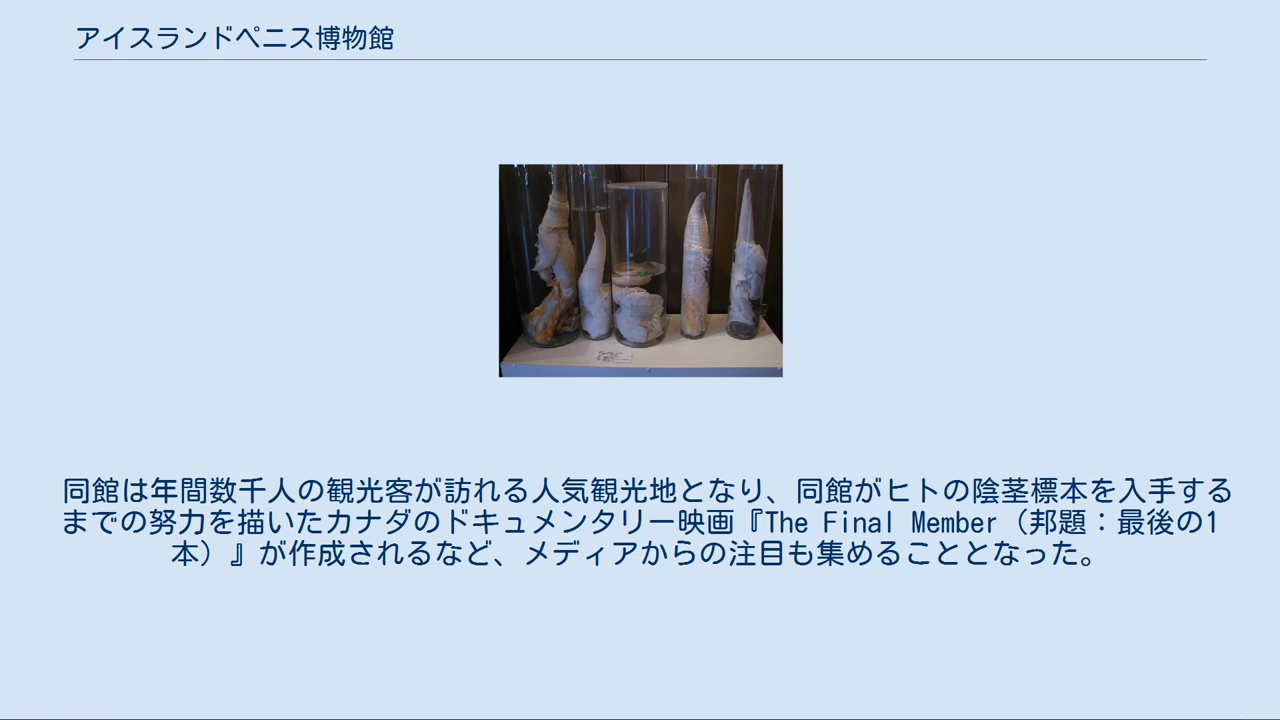 アイスランドペニス博物館
同館は年間数千人の観光客が訪れる人気観光地となり、同館がヒトの陰茎標本を入手する
までの努力を描いたカナダのドキュメンタリー映画『The Final Member（邦題：最後の1
本）』が作成されるなど、メディアからの注目も集めることとなった。